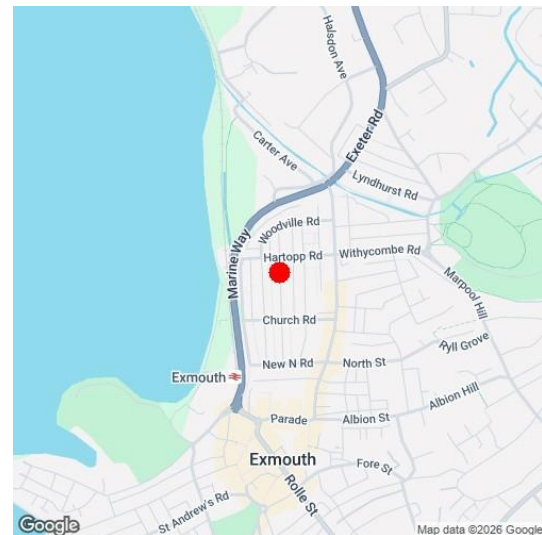 Halsdon Ave
Exeter Rd
Carter Ave
Lyndhurst Rd
Woodville Rd
Hartopp Rd
Withycombe Rd
Marine Way
Marpool Hill
Church Rd
Ryll Grove
New N Rd
North St
Exmouth
Albion Hill
Parade
Albion St
Exmouth
Fore St
Rolle St
St Andrew's Rd
Google
Map data ©2026 Google